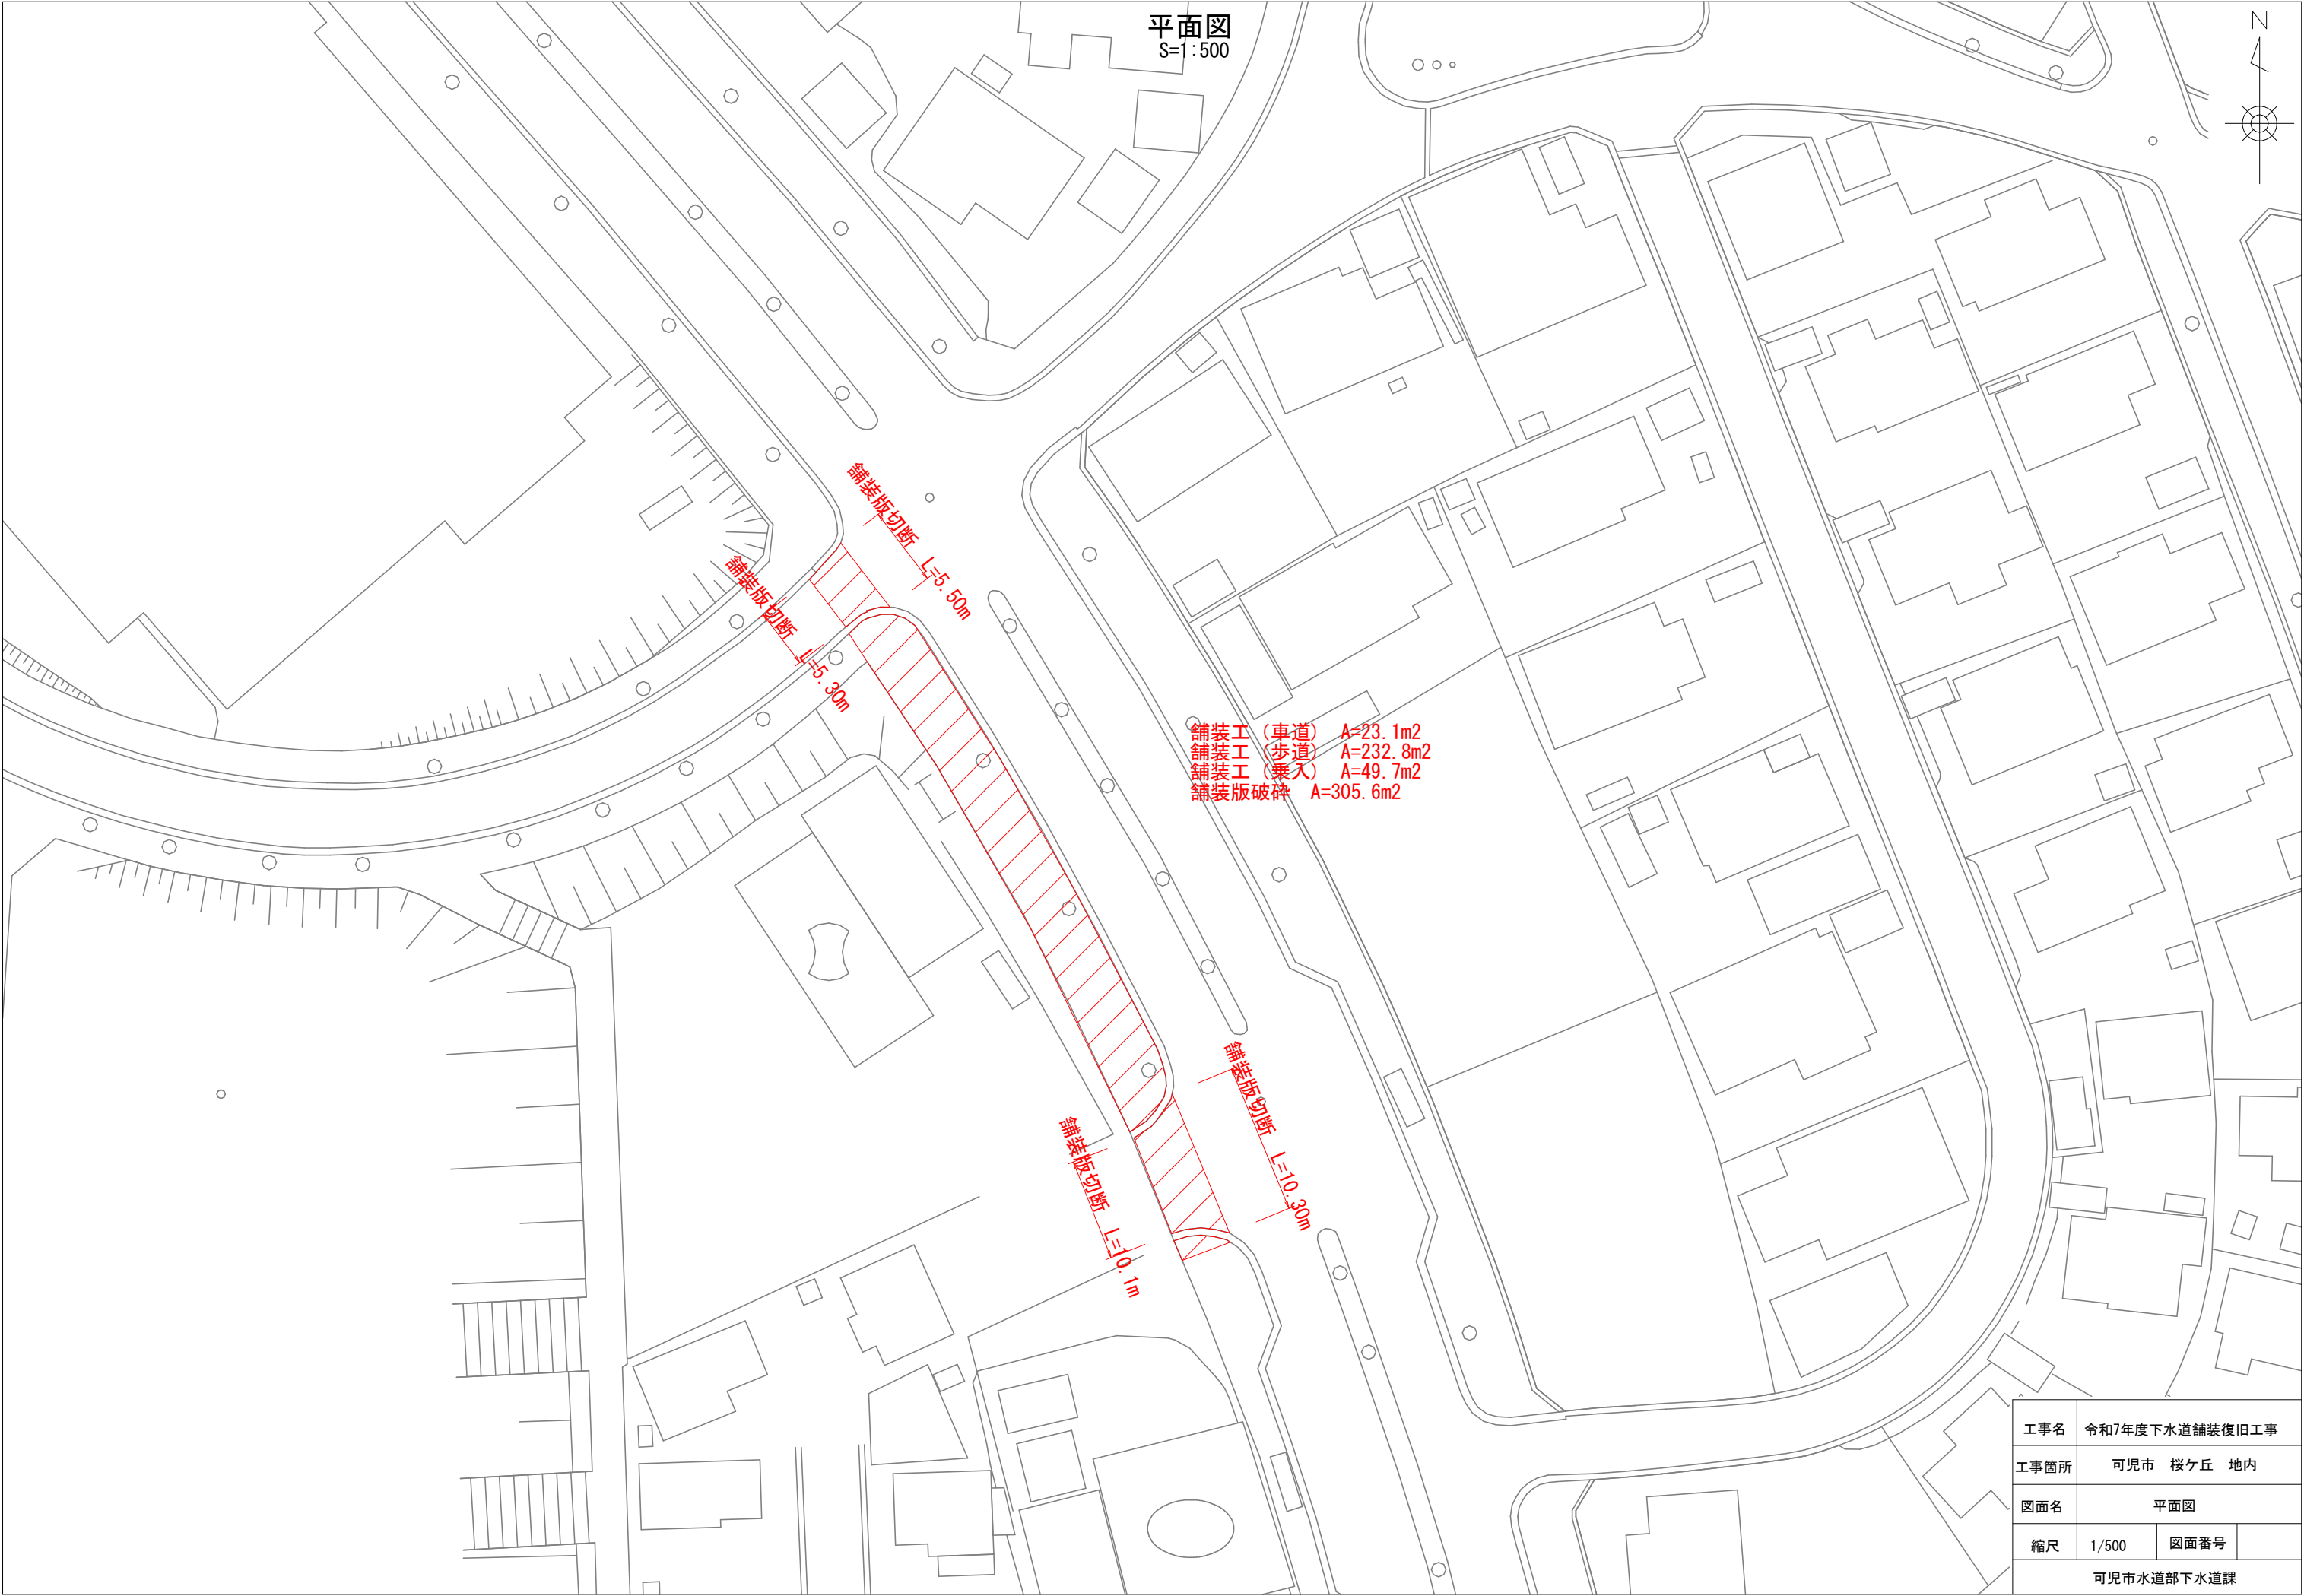 平面図
S=1:500
N
舗装版切断 L=5.50m
舗装版切断 L=5.30m
舗装工（車道） A=23.1m2
舗装工（歩道） A=232.8m2
舗装工（乗入） A=49.7m2
舗装版破砕 A=305.6m2
舗装版切断 L=10.30m
舗装版切断 L=10.1m
工事名 令和7年度下水道舗装復旧工事
工事箇所 可児市 桜ケ丘 地内
図面名 平面図
縮尺 1/500 図面番号
可児市水道部下水道課